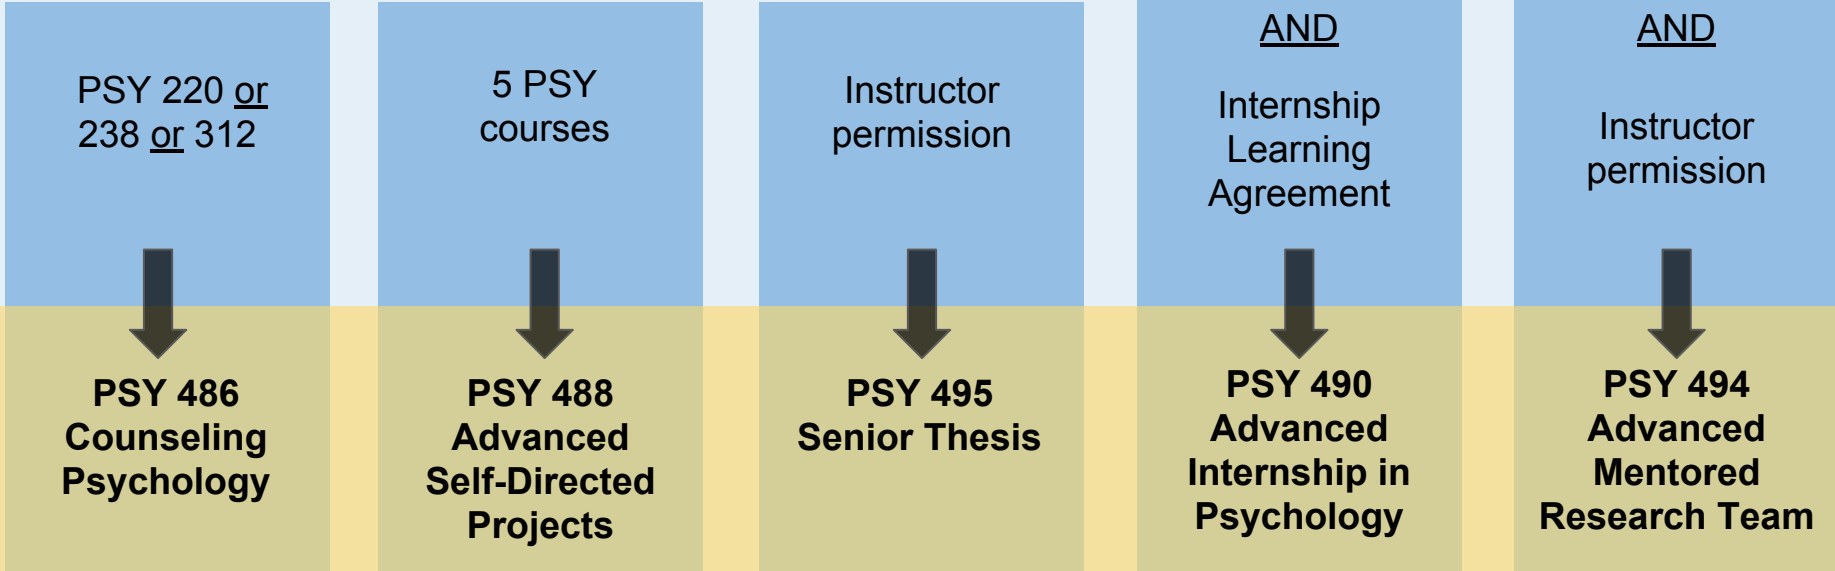 PSY 220 or
238 or 312
PSY 486
Counseling
Psychology
5 PSY
courses
PSY 488
Advanced
Self-Directed
Projects
Instructor
permission
PSY 495
Senior Thesis
AND
Internship
Learning
Agreement
PSY 490
Advanced
Internship in
Psychology
AND
Instructor
permission
PSY 494
Advanced
Mentored
Research Team